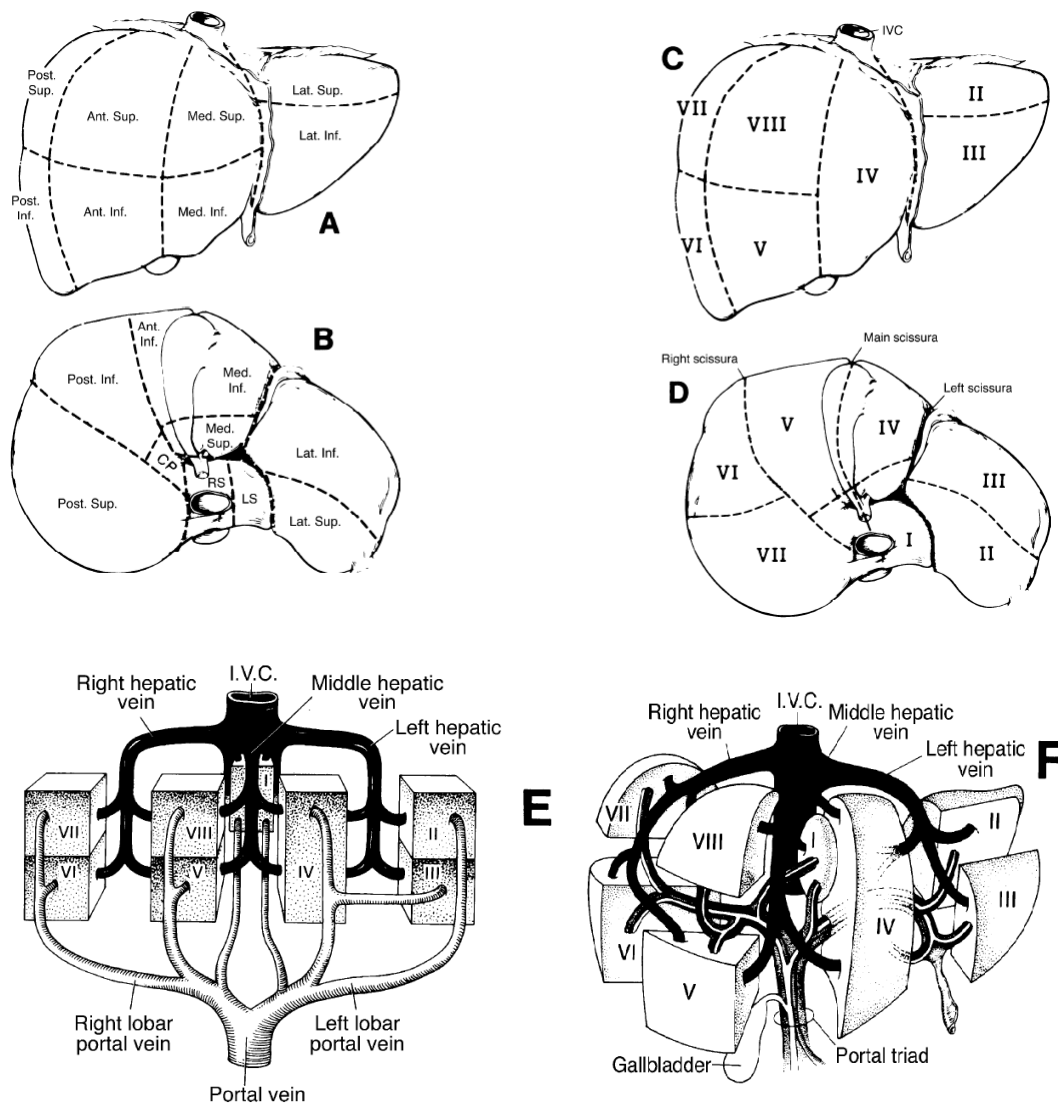 Post.
Sup.
Ant. Sup.
Med. Sup.
Lat. Sup.
Lat. Inf.
Post.
Inf.
Ant. Inf.
Med. Inf.
A
IVC
C
VII
VIII
II
III
IV
VI
V
B
Ant.
Inf.
Post. Inf.
Med.
Inf.
Med.
Sup.
CP
RS
LS
Lat. Inf.
Post. Sup.
Lat. Sup.
Main scissura
Right scissura
Left scissura
D
V
IV
VI
III
I
VII
II
I.V.C.
Right hepatic
vein
Middle hepatic
vein
Left hepatic
vein
E
I
VII
VIII
II
VI
V
IV
III
Right lobar
portal vein
Left lobar
portal vein
Portal vein
I.V.C.
Right hepatic
vein
Middle hepatic
vein
Left hepatic
vein
VII
VIII
I
II
III
IV
VI
V
Gallbladder
Portal triad